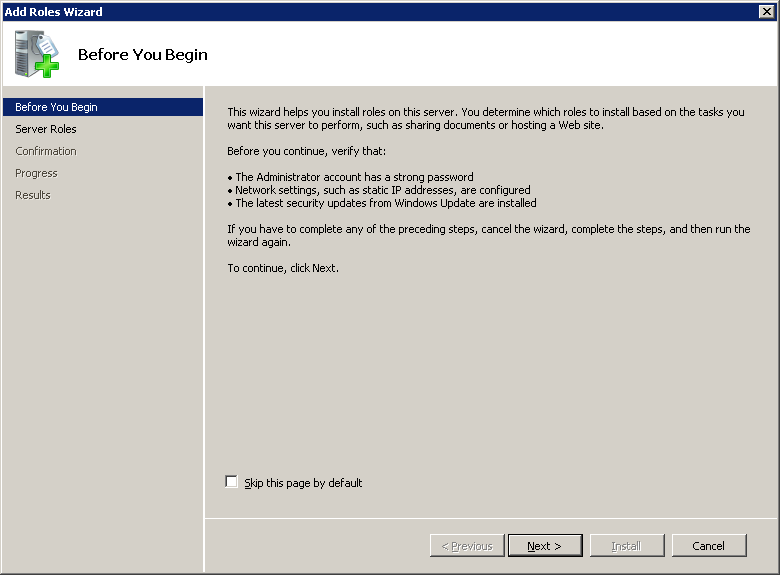 Add Roles Wizard
Before You Begin
Before You Begin
Server Roles
Confirmation
Progress
Results
This wizard helps you install roles on this server. You determine which roles to install based on the tasks you
want this server to perform, such as sharing documents or hosting a Web site.
Before you continue, verify that:
• The Administrator account has a strong password
• Network settings, such as static IP addresses, are configured
• The latest security updates from Windows Update are installed
If you have to complete any of the preceding steps, cancel the wizard, complete the steps, and then run the
wizard again.
To continue, click Next.
Skip this page by default
< Previous
Next >
Install
Cancel